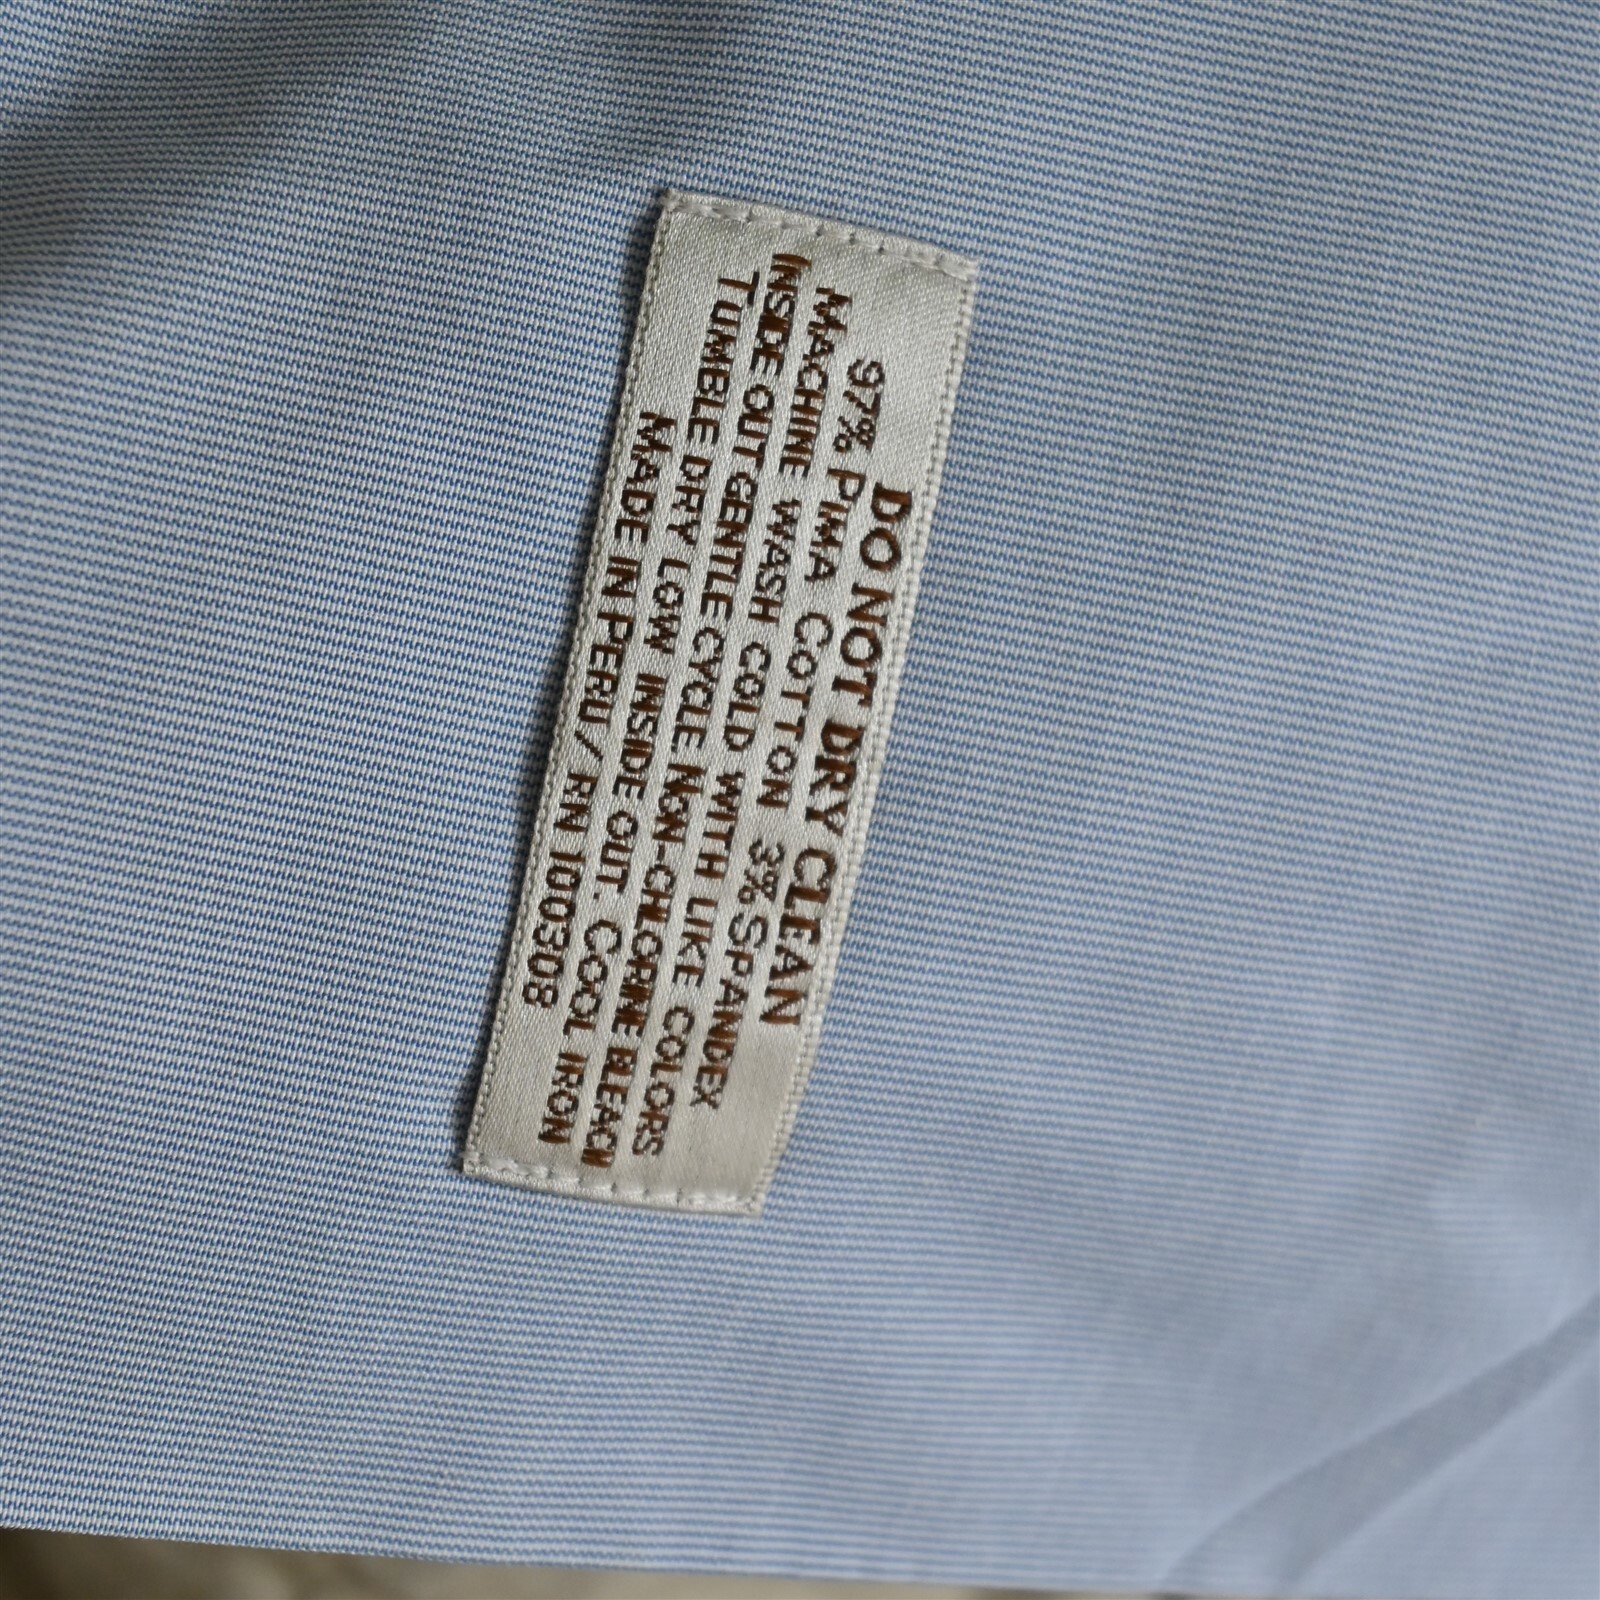 DO NOT DRY CLEAN
97% PIMA COTTON 3% SPANDEX
MACHINE WASH COLD WITH LIKE COLORS
INSIDE OUT.GENTLE CYCLE.NON-CHLORINE BLEACH
TUMBLE DRY LOW INSIDE OUT. COOL IRON
MADE IN PERU/ RN 100308